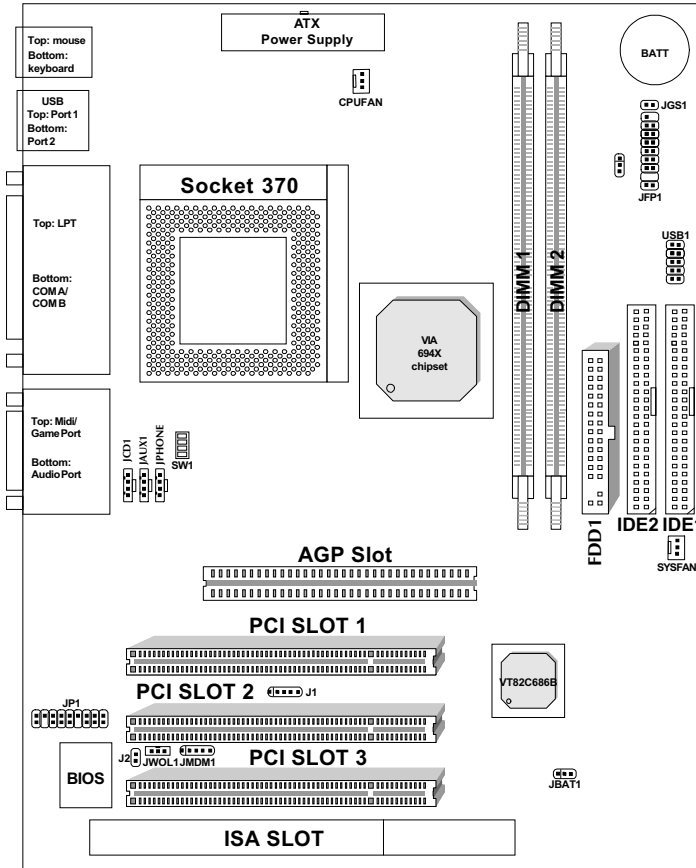 ATX
Power Supply
Top: mouse
Bottom:
keyboard
BATT
CPUFAN
USB
Top: Port 1
Bottom:
Port 2
JGS1
JFP1
Socket 370
Top: LPT
Bottom:
COM A/
COM B
USB1
DIMM 1
DIMM 2
VIA
694X
chipset
Top: Midi/
Game Port
Bottom:
Audio Port
JCD1
JAUX1
JPHONE
SW1
FDD1
IDE2
IDE1
SYSFAN
AGP Slot
PCI SLOT 1
VT82C686B
PCI SLOT 2
J1
JP1
J2
JWOL1
JMDM1
PCI SLOT 3
BIOS
JBAT1
ISA SLOT